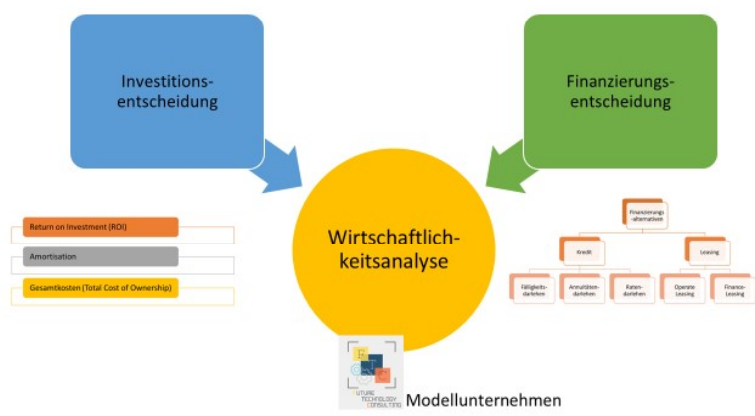 Investitions-
entscheidung
Finanzierungs-
entscheidung
Wirtschaftlich-
keitsanalyse
Return on Investment (ROI)
Amortisation
Gesamtkosten (Total Cost of Ownership)
Finanzierungs
-alternativen
Kredit
Leasing
Fälligkeits-
darlehen
Annuitäten-
darlehen
Raten-
darlehen
Operate
Leasing
Finance-
Leasing
FUTURE
TECHNOLOGY
CONSULTING
Modellunternehmen